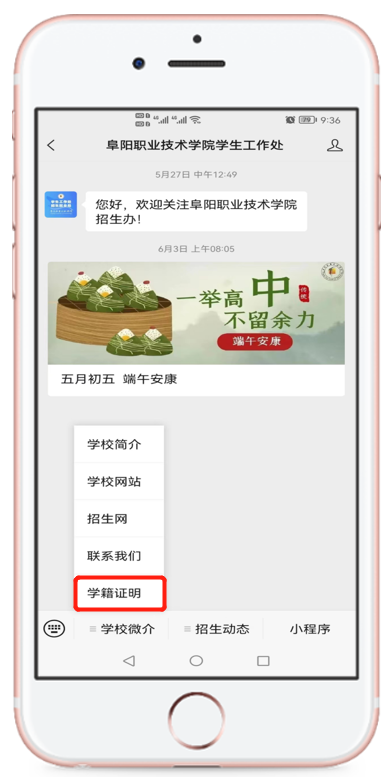 9:36
阜阳职业技术学院学生工作处
5月27日 中午12:49
您好，欢迎关注阜阳职业技术学院
招生办！
6月3日 上午08:05
一举高中
传统
不留余力
端午安康
五月初五 端午安康
学校简介
学校网站
招生网
联系我们
学籍证明
学校微介
招生动态
小程序